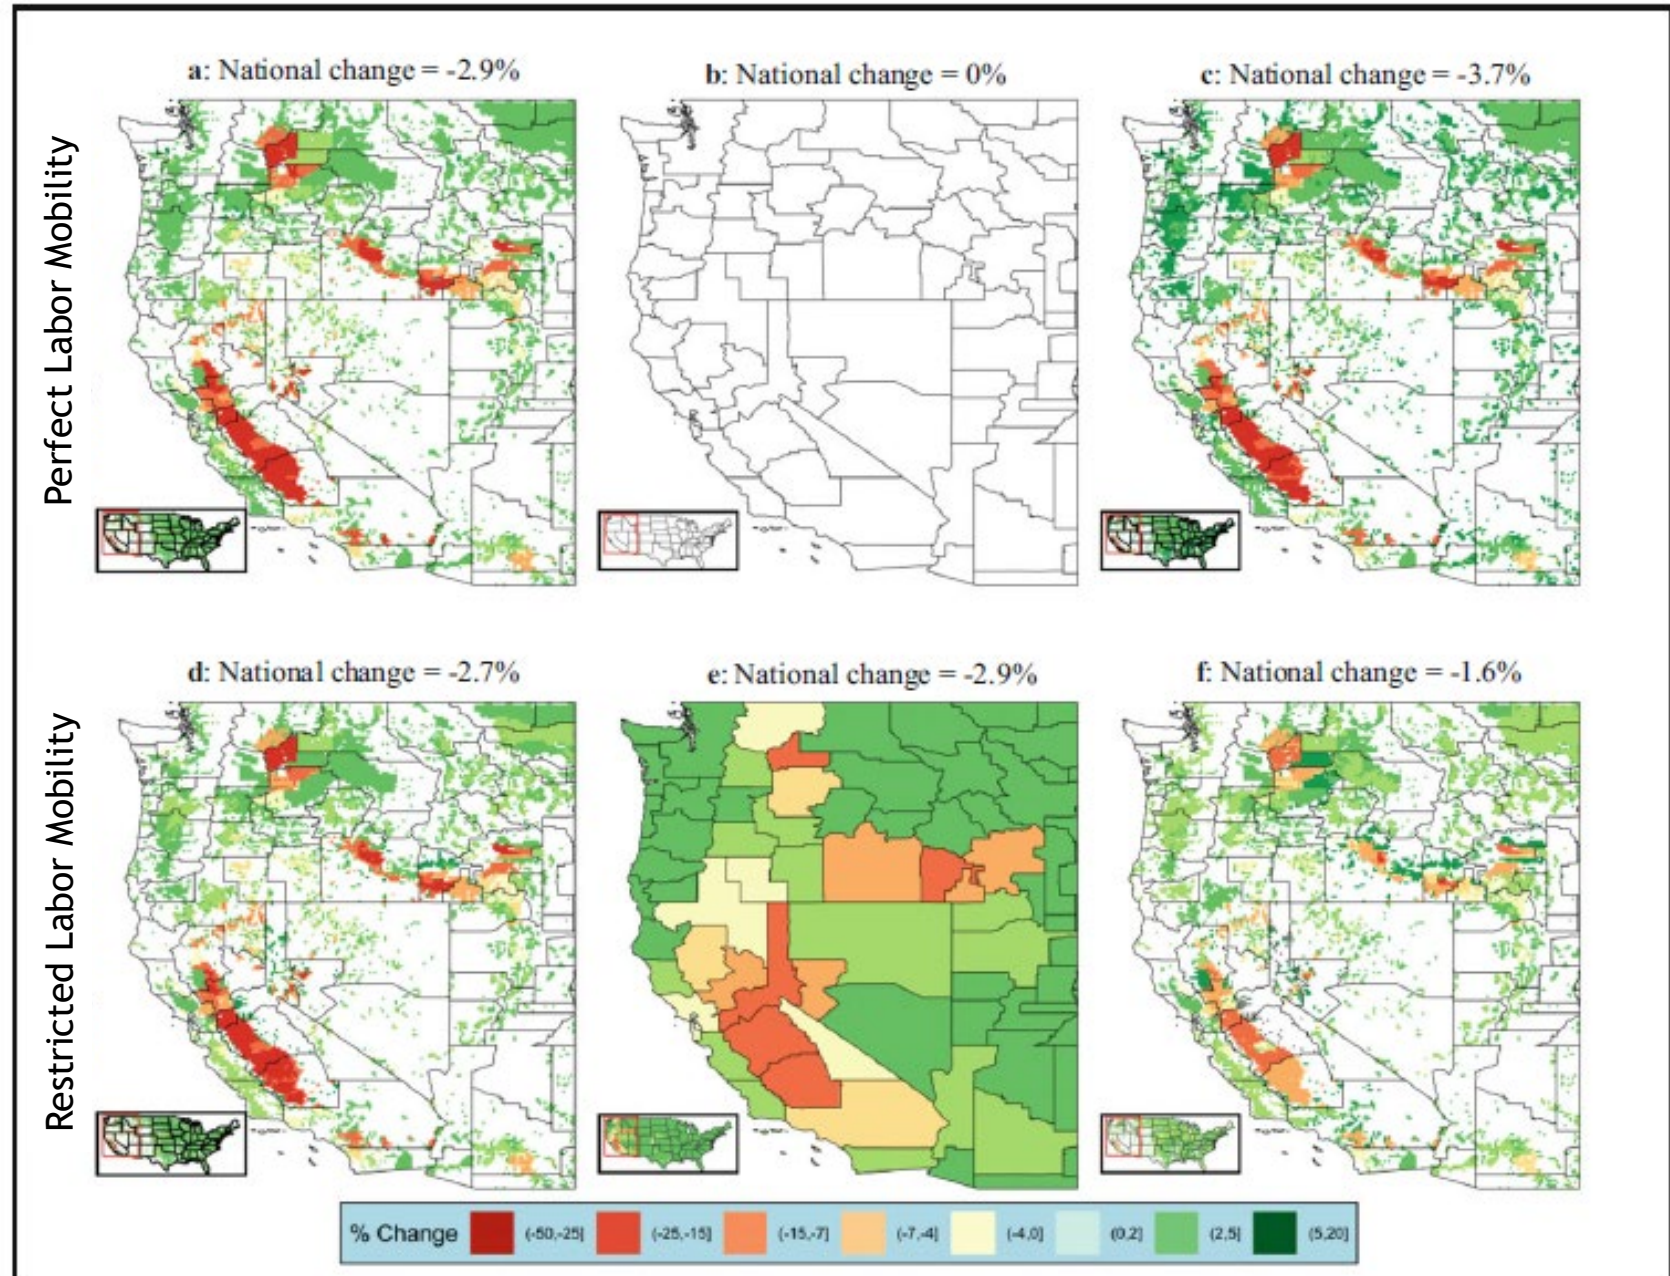 a: National change = -2.9%
b: National change = 0%
c: National change = -3.7%
Perfect Labor Mobility
d: National change = -2.7%
e: National change = -2.9%
f: National change = -1.6%
Restricted Labor Mobility
% Change (-50,-25] (-25,-15] (-15,-7] (-7,-4] (-4,0] (0,2] (2,5] (5,20]